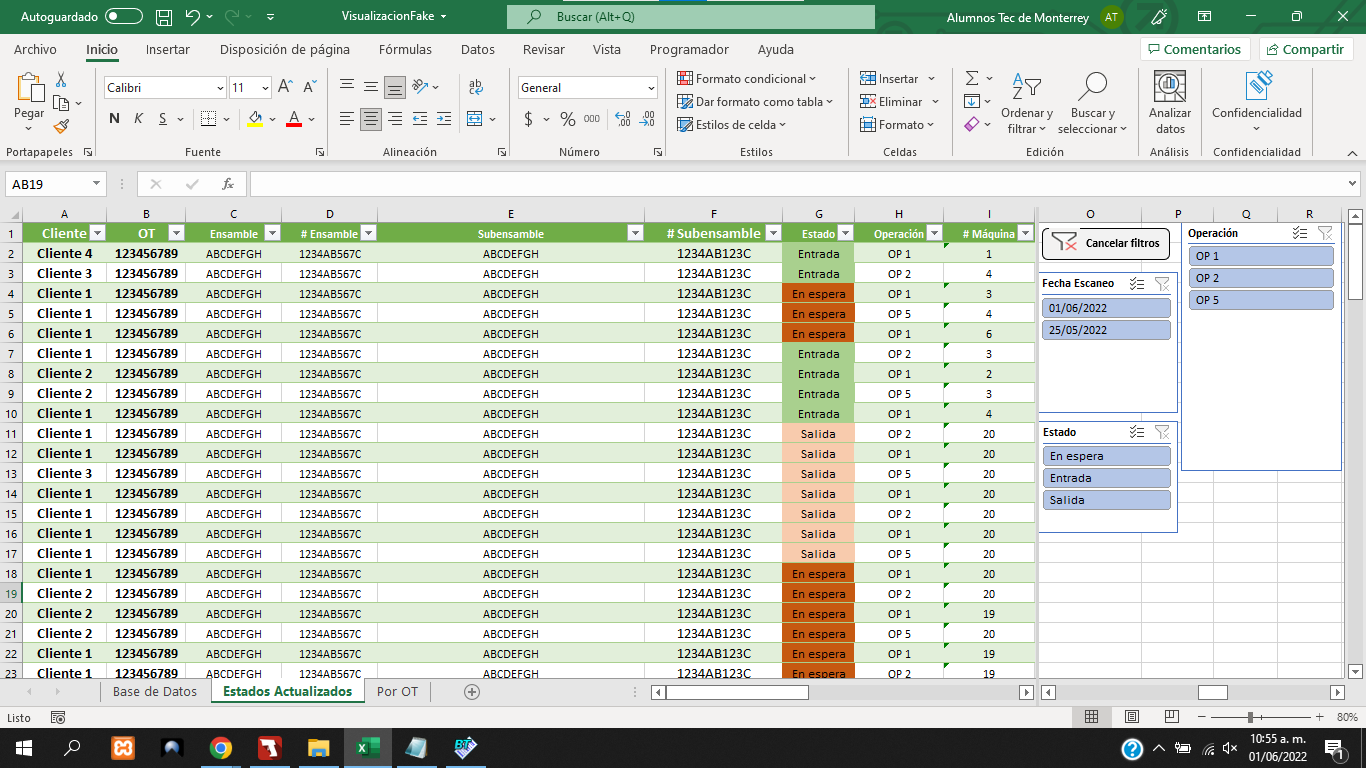 Autoguardado VisualizacionFake Buscar (Alt+Q) Alumnos Tec de Monterrey AT
Archivo Inicio Insertar Disposición de página Fórmulas Datos Revisar Vista Programador Ayuda Comentarios Compartir
Pegar
Calibri 11
N K S
ab
General
$ % 000
Formato condicional
Dar formato como tabla
Estilos de celda
Insertar
Eliminar
Formato
Ordenar y filtrar
Buscar y seleccionar
Analizar datos
Confidencialidad
Portapapeles Fuente Alineación Número Estilos Celdas Edición Análisis Confidencialidad
AB19 fx
A B C D E F G H I O P Q R
1 Cliente OT Ensamble # Ensamble Subensamble # Subensamble Estado Operación # Máquina
2 Cliente 4 123456789 ABCDEFGH 1234AB567C ABCDEFGH 1234AB123C Entrada OP 1 1
3 Cliente 3 123456789 ABCDEFGH 1234AB567C ABCDEFGH 1234AB123C Entrada OP 2 4
4 Cliente 1 123456789 ABCDEFGH 1234AB567C ABCDEFGH 1234AB123C En espera OP 1 3
5 Cliente 1 123456789 ABCDEFGH 1234AB567C ABCDEFGH 1234AB123C En espera OP 5 4
6 Cliente 1 123456789 ABCDEFGH 1234AB567C ABCDEFGH 1234AB123C En espera OP 1 6
7 Cliente 1 123456789 ABCDEFGH 1234AB567C ABCDEFGH 1234AB123C Entrada OP 2 3
8 Cliente 2 123456789 ABCDEFGH 1234AB567C ABCDEFGH 1234AB123C Entrada OP 1 2
9 Cliente 2 123456789 ABCDEFGH 1234AB567C ABCDEFGH 1234AB123C Entrada OP 5 3
10 Cliente 1 123456789 ABCDEFGH 1234AB567C ABCDEFGH 1234AB123C Entrada OP 1 4
11 Cliente 1 123456789 ABCDEFGH 1234AB567C ABCDEFGH 1234AB123C Salida OP 2 20
12 Cliente 1 123456789 ABCDEFGH 1234AB567C ABCDEFGH 1234AB123C Salida OP 1 20
13 Cliente 3 123456789 ABCDEFGH 1234AB567C ABCDEFGH 1234AB123C Salida OP 5 20
14 Cliente 1 123456789 ABCDEFGH 1234AB567C ABCDEFGH 1234AB123C Salida OP 1 20
15 Cliente 1 123456789 ABCDEFGH 1234AB567C ABCDEFGH 1234AB123C Salida OP 2 20
16 Cliente 1 123456789 ABCDEFGH 1234AB567C ABCDEFGH 1234AB123C Salida OP 1 20
17 Cliente 1 123456789 ABCDEFGH 1234AB567C ABCDEFGH 1234AB123C Salida OP 5 20
18 Cliente 1 123456789 ABCDEFGH 1234AB567C ABCDEFGH 1234AB123C En espera OP 1 20
19 Cliente 2 123456789 ABCDEFGH 1234AB567C ABCDEFGH 1234AB123C En espera OP 2 20
20 Cliente 2 123456789 ABCDEFGH 1234AB567C ABCDEFGH 1234AB123C En espera OP 1 19
21 Cliente 2 123456789 ABCDEFGH 1234AB567C ABCDEFGH 1234AB123C En espera OP 5 20
22 Cliente 1 123456789 ABCDEFGH 1234AB567C ABCDEFGH 1234AB123C En espera OP 1 19
23 Cliente 1 123456789 ABCDEFGH 1234AB567C ABCDEFGH 1234AB123C En espera OP 2 19
Cancelar filtros
Fecha Escaneo
01/06/2022
25/05/2022
Estado
En espera
Entrada
Salida
Operación
OP 1
OP 2
OP 5
Base de Datos Estados Actualizados Por OT
Listo 80%
10:55 a. m.
01/06/2022
1